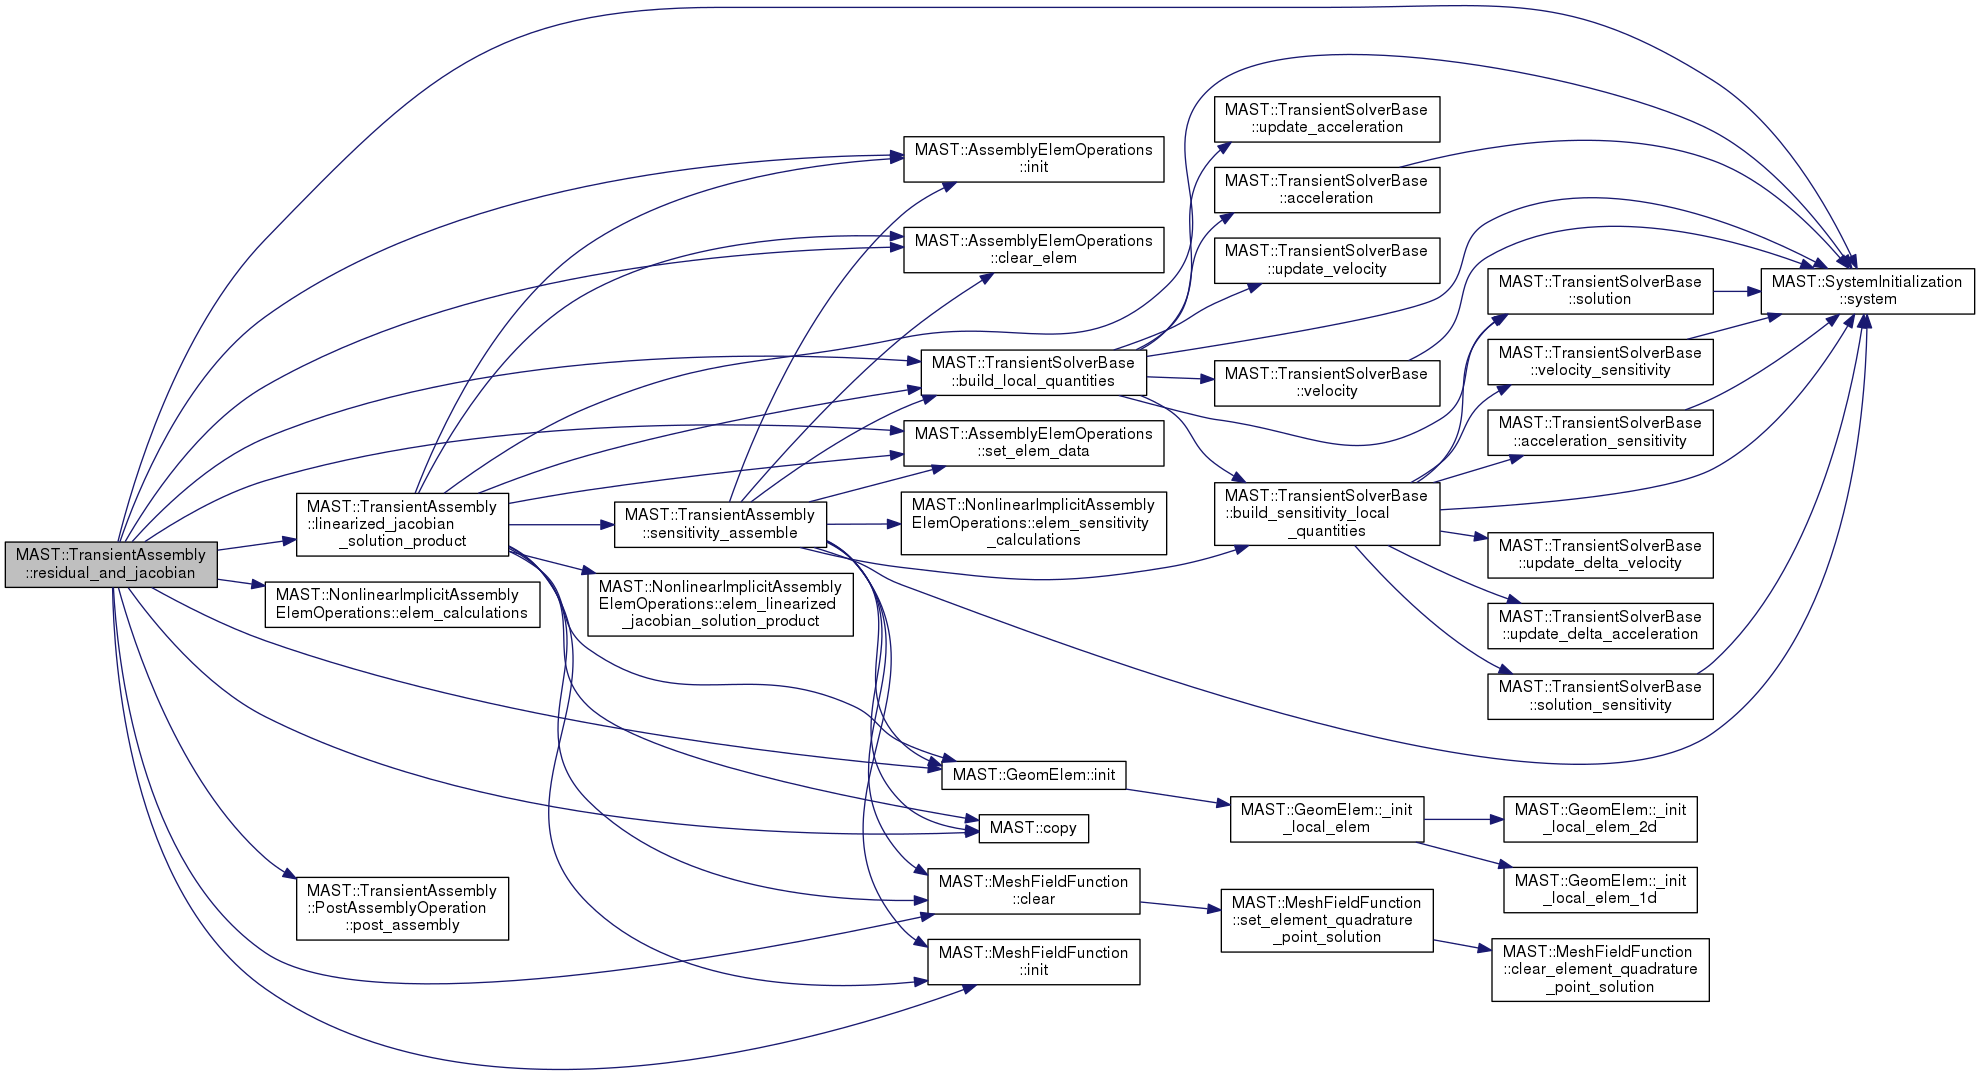 MAST::TransientAssembly
::residual_and_jacobian
MAST::TransientAssembly
::linearized_jacobian
_solution_product
MAST::NonlinearImplicitAssembly
ElemOperations::elem_calculations
MAST::TransientAssembly
::PostAssemblyOperation
::post_assembly
MAST::TransientAssembly
::sensitivity_assemble
MAST::NonlinearImplicitAssembly
ElemOperations::elem_linearized
_jacobian_solution_product
MAST::AssemblyElemOperations
::init
MAST::AssemblyElemOperations
::clear_elem
MAST::TransientSolverBase
::build_local_quantities
MAST::AssemblyElemOperations
::set_elem_data
MAST::NonlinearImplicitAssembly
ElemOperations::elem_sensitivity
_calculations
MAST::GeomElem::init
MAST::copy
MAST::MeshFieldFunction
::clear
MAST::MeshFieldFunction
::init
MAST::TransientSolverBase
::update_acceleration
MAST::TransientSolverBase
::acceleration
MAST::TransientSolverBase
::update_velocity
MAST::TransientSolverBase
::velocity
MAST::TransientSolverBase
::build_sensitivity_local
_quantities
MAST::GeomElem::_init
_local_elem
MAST::MeshFieldFunction
::set_element_quadrature
_point_solution
MAST::TransientSolverBase
::solution
MAST::TransientSolverBase
::velocity_sensitivity
MAST::TransientSolverBase
::acceleration_sensitivity
MAST::TransientSolverBase
::update_delta_velocity
MAST::TransientSolverBase
::update_delta_acceleration
MAST::TransientSolverBase
::solution_sensitivity
MAST::GeomElem::_init
_local_elem_2d
MAST::GeomElem::_init
_local_elem_1d
MAST::MeshFieldFunction
::clear_element_quadrature
_point_solution
MAST::SystemInitialization
::system